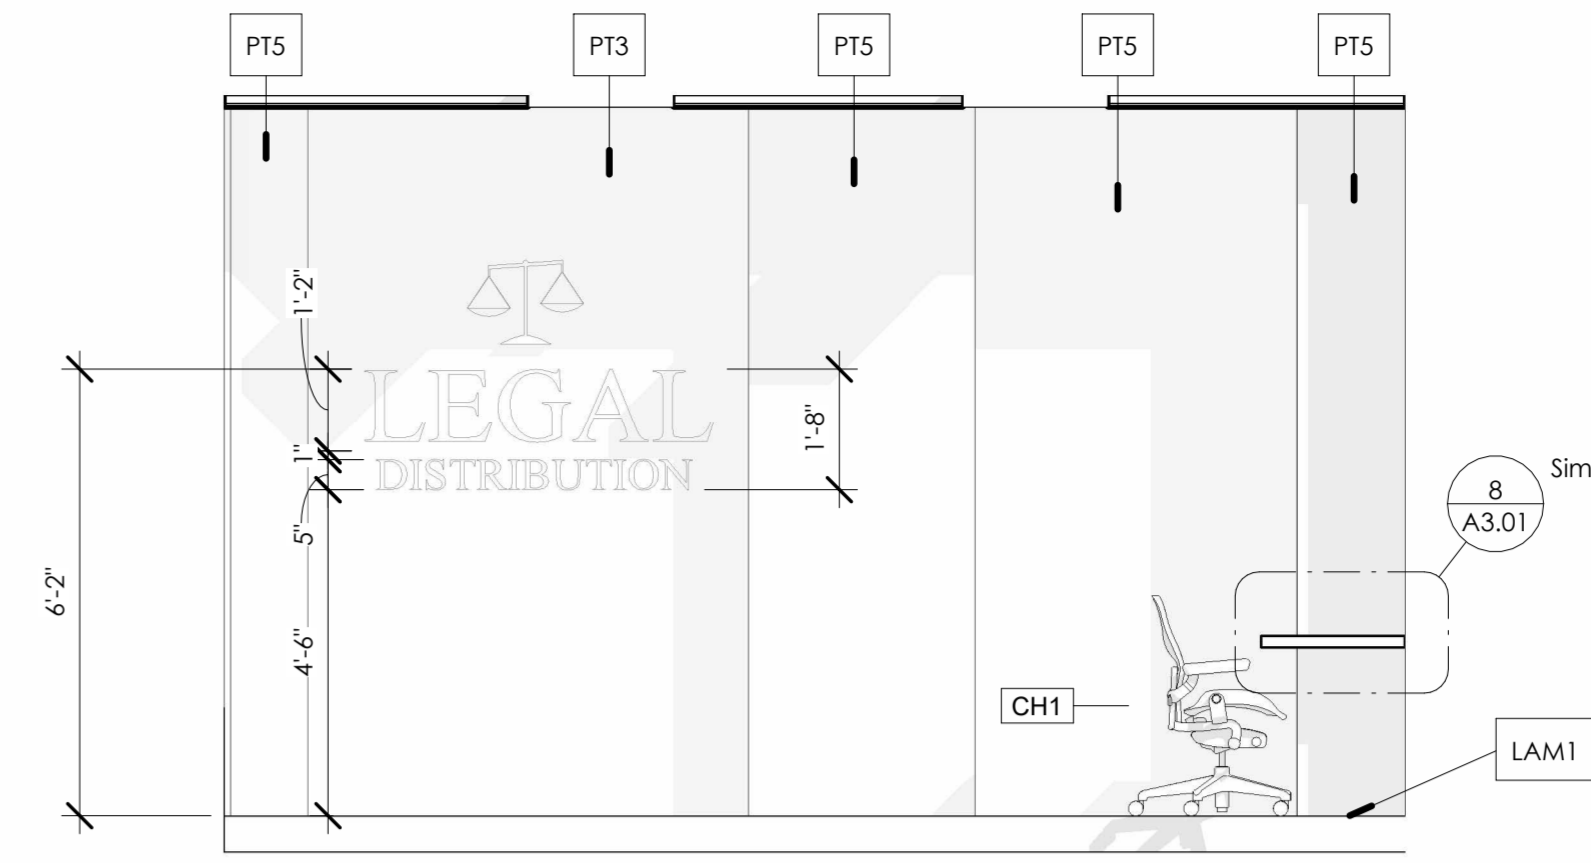 PT5
PT3
PT5
PT5
PT5
1'-2"
LEGAL
1'-8"
1"
DISTRIBUTION
8
Sim
A3.01
5"
6'-2"
4'-6"
CH1
LAM1